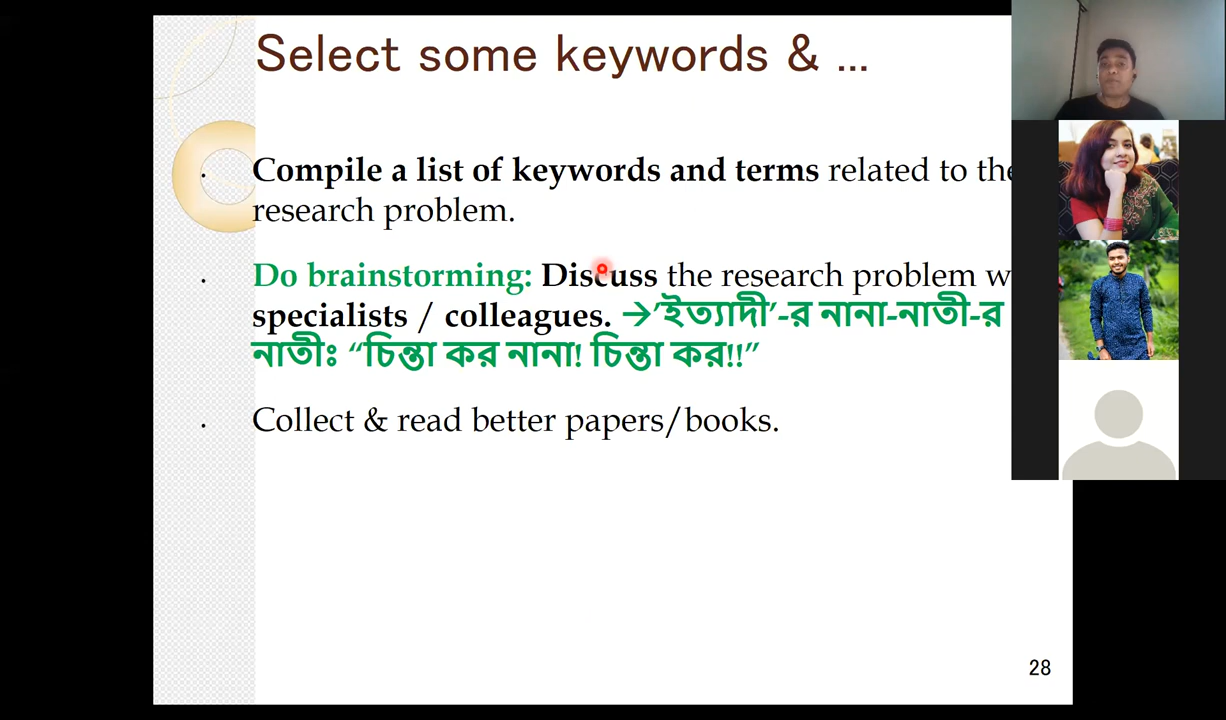 Select some keywords & ...
Compile a list of keywords and terms related to the
research problem.
Do brainstorming: Discuss the research problem w
specialists / colleagues. →'ইত্যাদী'-র নানা-নাতী-র
নাতীঃ “চিন্তা কর নানা! চিন্তা কর!!”
Collect & read better papers/books.
28